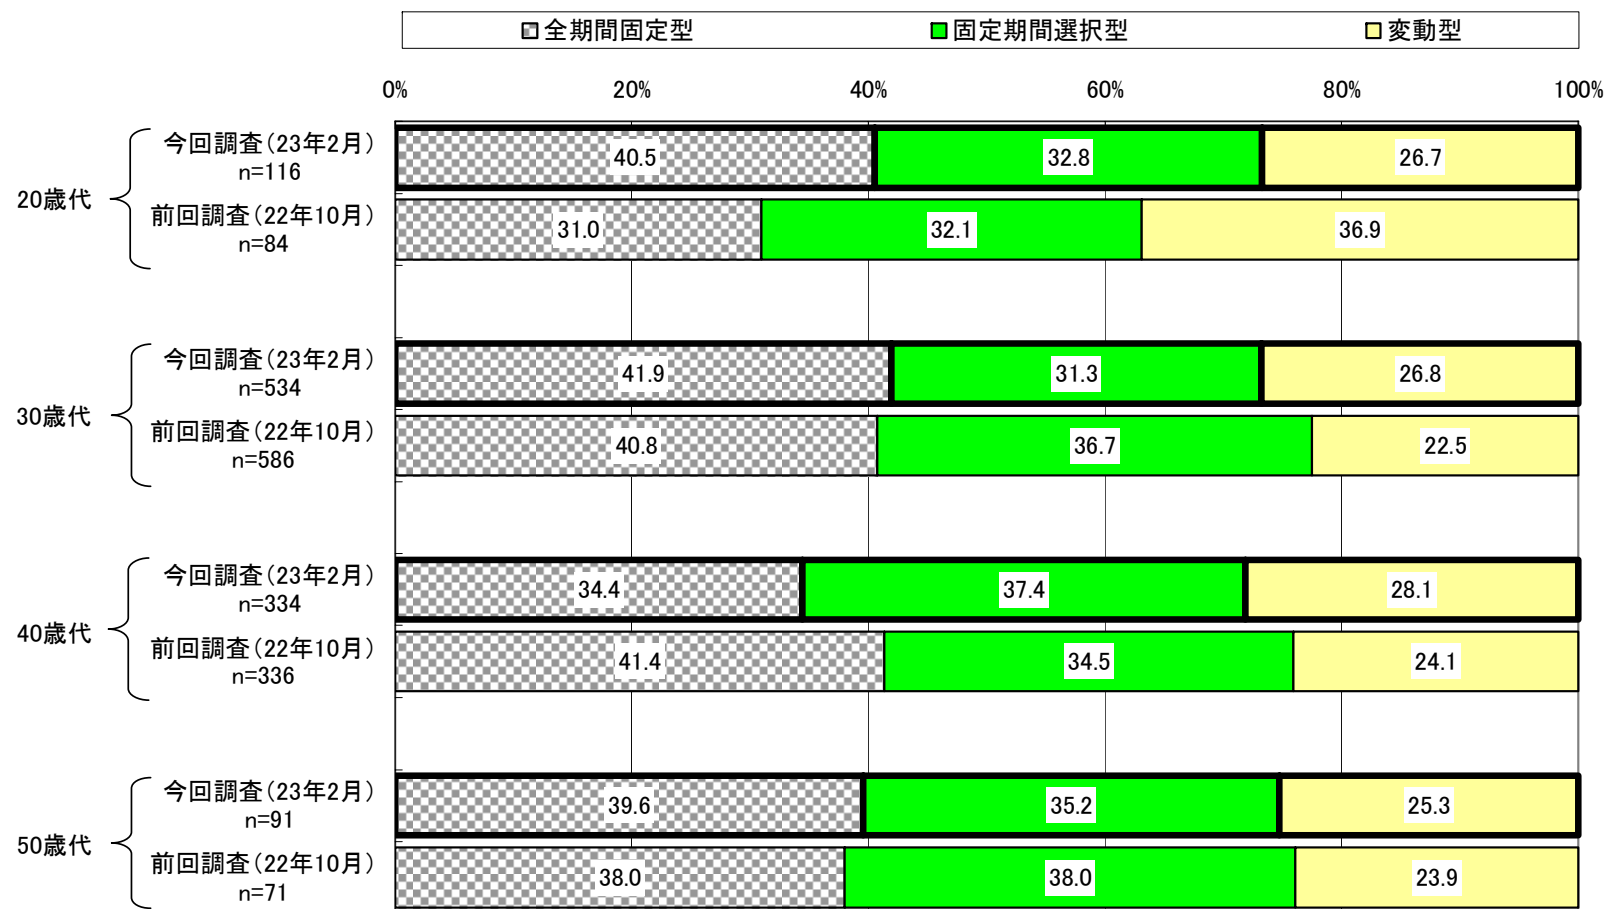 全期間固定型 固定期間選択型 変動型
0% 20% 40% 60% 80% 100%
20歳代
今回調査(23年2月)
n=116
40.5 32.8 26.7
前回調査(22年10月)
n=84
31.0 32.1 36.9
30歳代
今回調査(23年2月)
n=534
41.9 31.3 26.8
前回調査(22年10月)
n=586
40.8 36.7 22.5
40歳代
今回調査(23年2月)
n=334
34.4 37.4 28.1
前回調査(22年10月)
n=336
41.4 34.5 24.1
50歳代
今回調査(23年2月)
n=91
39.6 35.2 25.3
前回調査(22年10月)
n=71
38.0 38.0 23.9